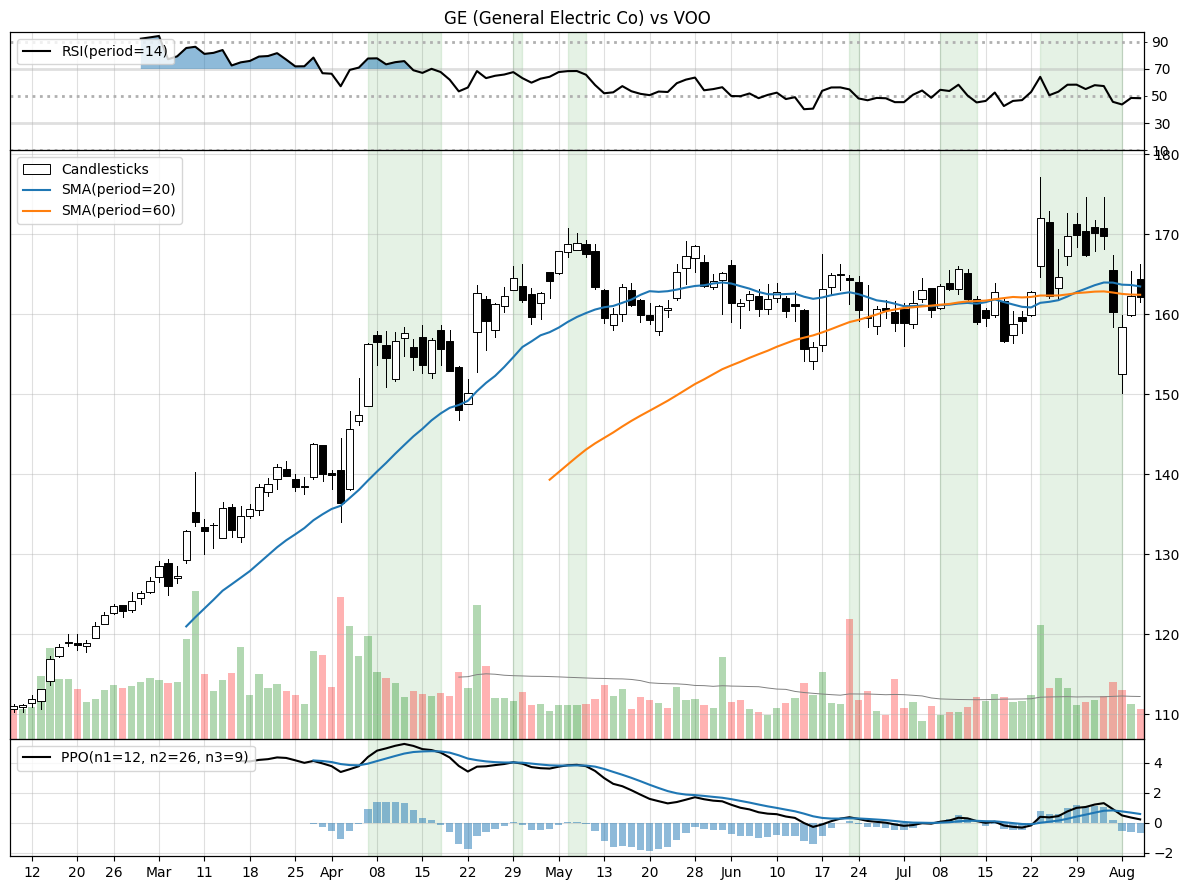 GE (General Electric Co) vs VOO
RSI(period=14)
90
70
50
30
10
Candlesticks
SMA(period=20)
SMA(period=60)
180
170
160
150
140
130
120
110
PPO(n1=12, n2=26, n3=9)
4
2
0
−2
12 20 26 Mar 11 18 25 Apr 08 15 22 29 May 13 20 28 Jun 10 17 24 Jul 08 15 22 29 Aug